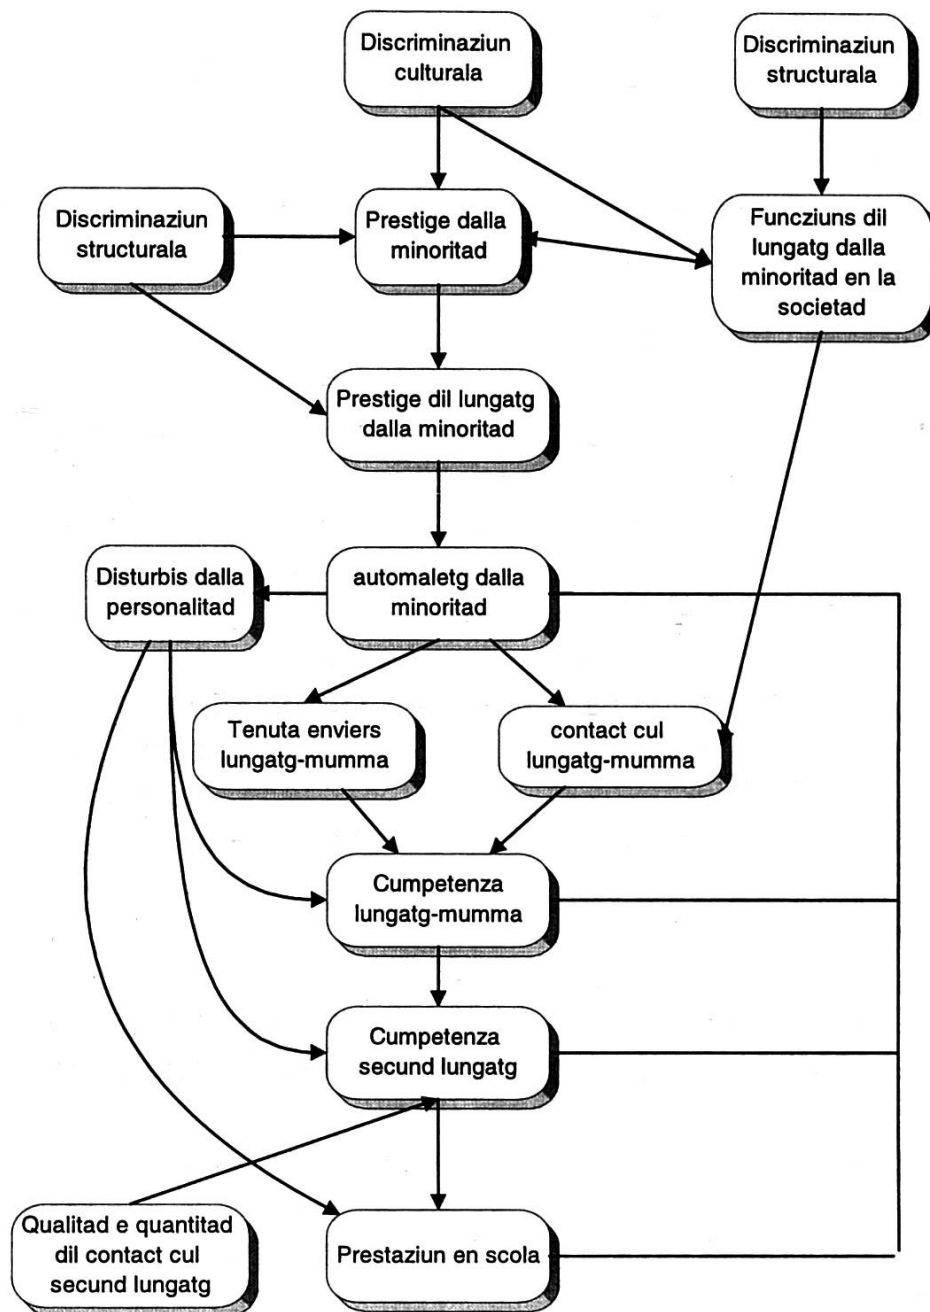 Discriminaziun
culturala
Discriminaziun
structurala
Discriminaziun
structurala
Prestige dalla
minoritad
Funcziuns dil
lungatg dalla
minoritad en la
societad
Prestige dil lungatg
dalla minoritad
Disturbis dalla
personalitad
automaletg dalla
minoritad
Tenuta enviers
lungatg-mumma
contact cul
lungatg-mumma
Cumpetenza
lungatg-mumma
Cumpetenza
secund lungatg
Qualitad e quantitad
dil contact cul
secund lungatg
Prestaziun en scola